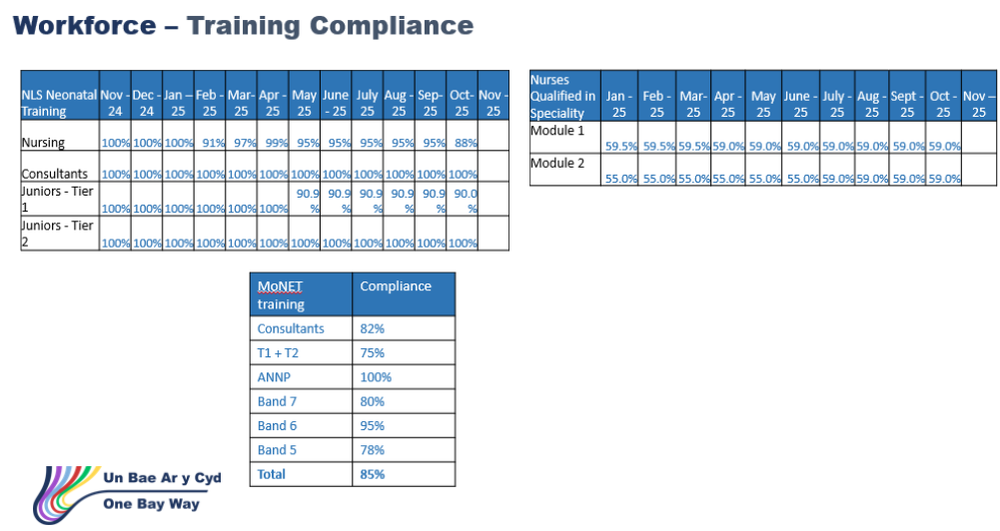 Workforce – Training Compliance
NLS Neonatal Training Nov - 24 Dec - 24 Jan – 25 Feb - 25 Mar- 25 Apr - 25 May 25 June - 25 July 25 Aug - 25 Sep- 25 Oct- 25 Nov - 25
Nursing 100% 100% 100% 91% 97% 99% 95% 95% 95% 95% 95% 88%
Consultants 100% 100% 100% 100% 100% 100% 100% 100% 100% 100% 100% 100%
Juniors - Tier 1 100% 100% 100% 100% 100% 100% 90.9 % 90.9 % 90.9 % 90.9 % 90.9 % 90.0 %
Juniors - Tier 2 100% 100% 100% 100% 100% 100% 100% 100% 100% 100% 100% 100%
Nurses Qualified in Speciality Jan - 25 Feb - 25 Mar- 25 Apr - 25 May 25 June - 25 July - 25 Aug - 25 Sept - 25 Oct - 25 Nov – 25
Module 1 59.5% 59.5% 59.5% 59.0% 59.0% 59.0% 59.0% 59.0% 59.0% 59.0%
Module 2 55.0% 55.0% 55.0% 55.0% 55.0% 55.0% 59.0% 59.0% 59.0% 59.0%
MoNET training Compliance
Consultants 82%
T1 + T2 75%
ANNP 100%
Band 7 80%
Band 6 95%
Band 5 78%
Total 85%
Un Bae Ar y Cyd
One Bay Way